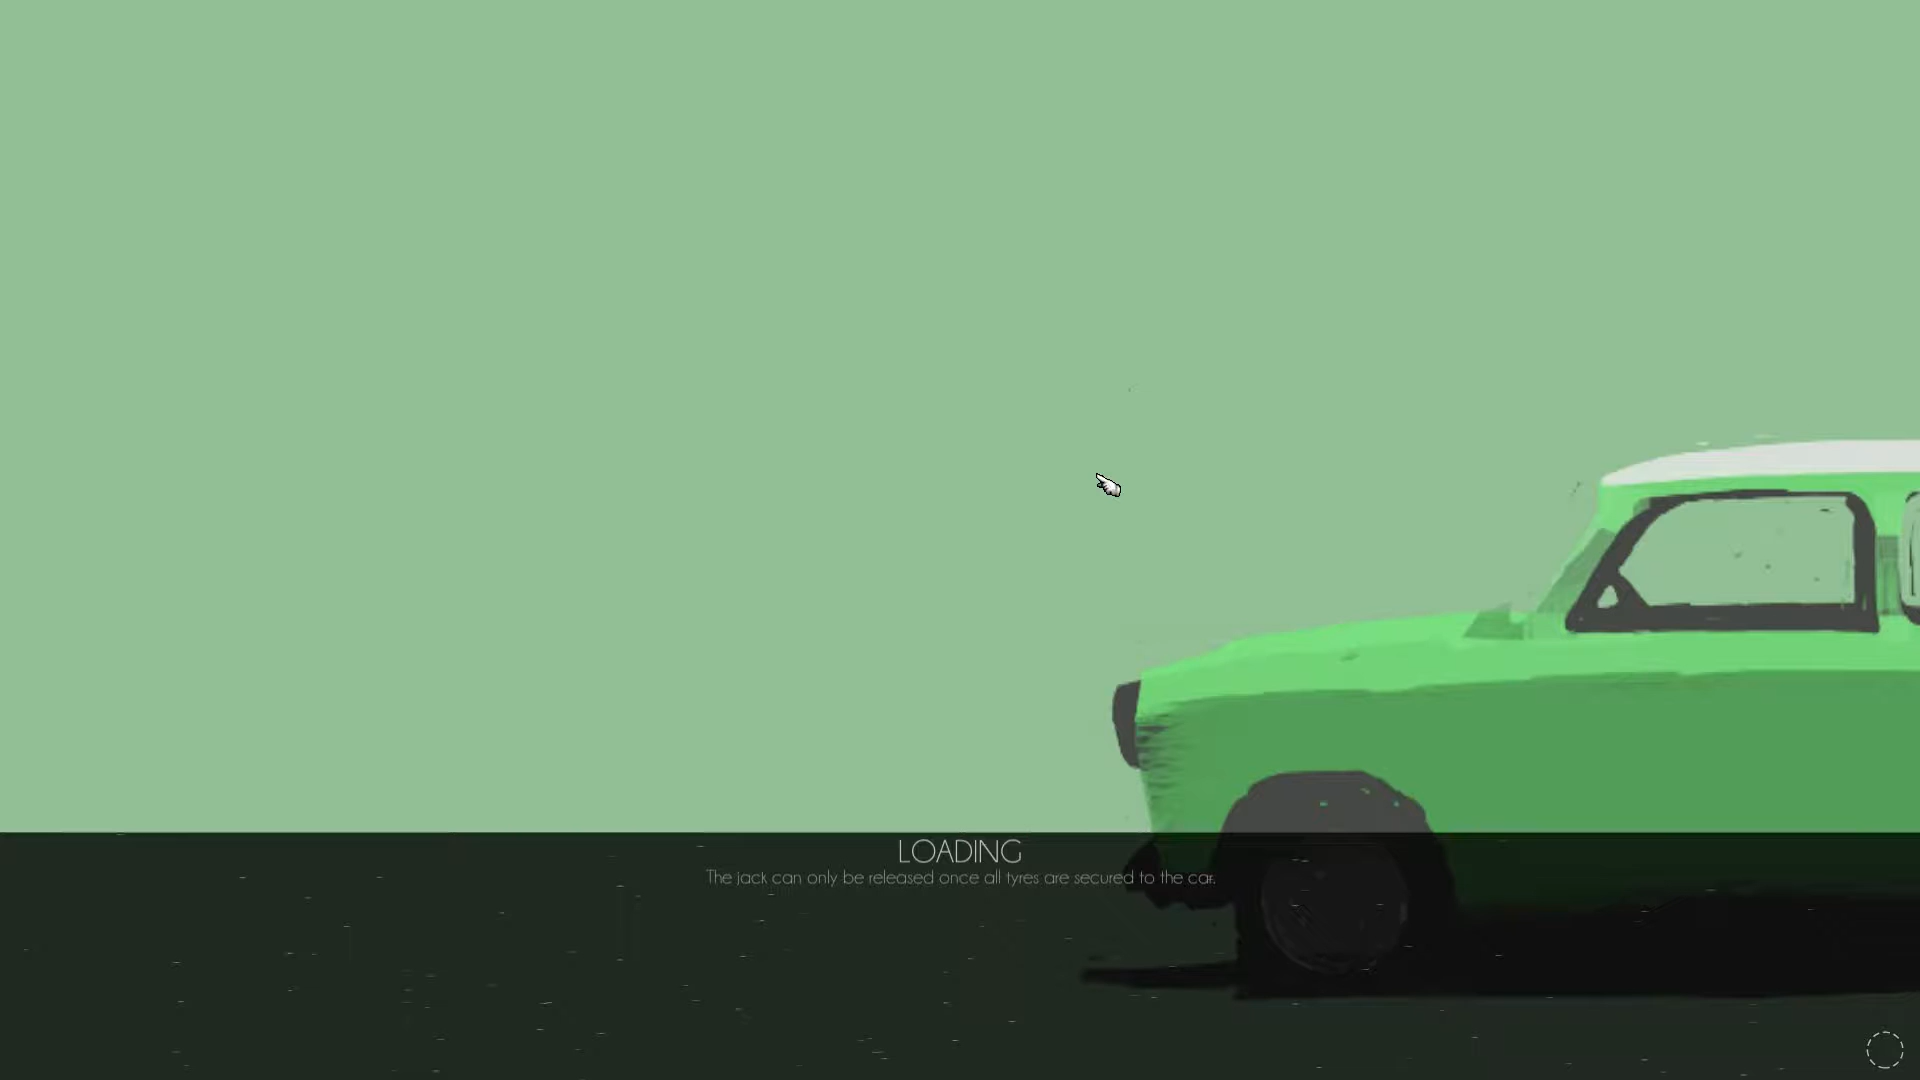 LOADING
The jack can only be released once all tyres are secured to the car.